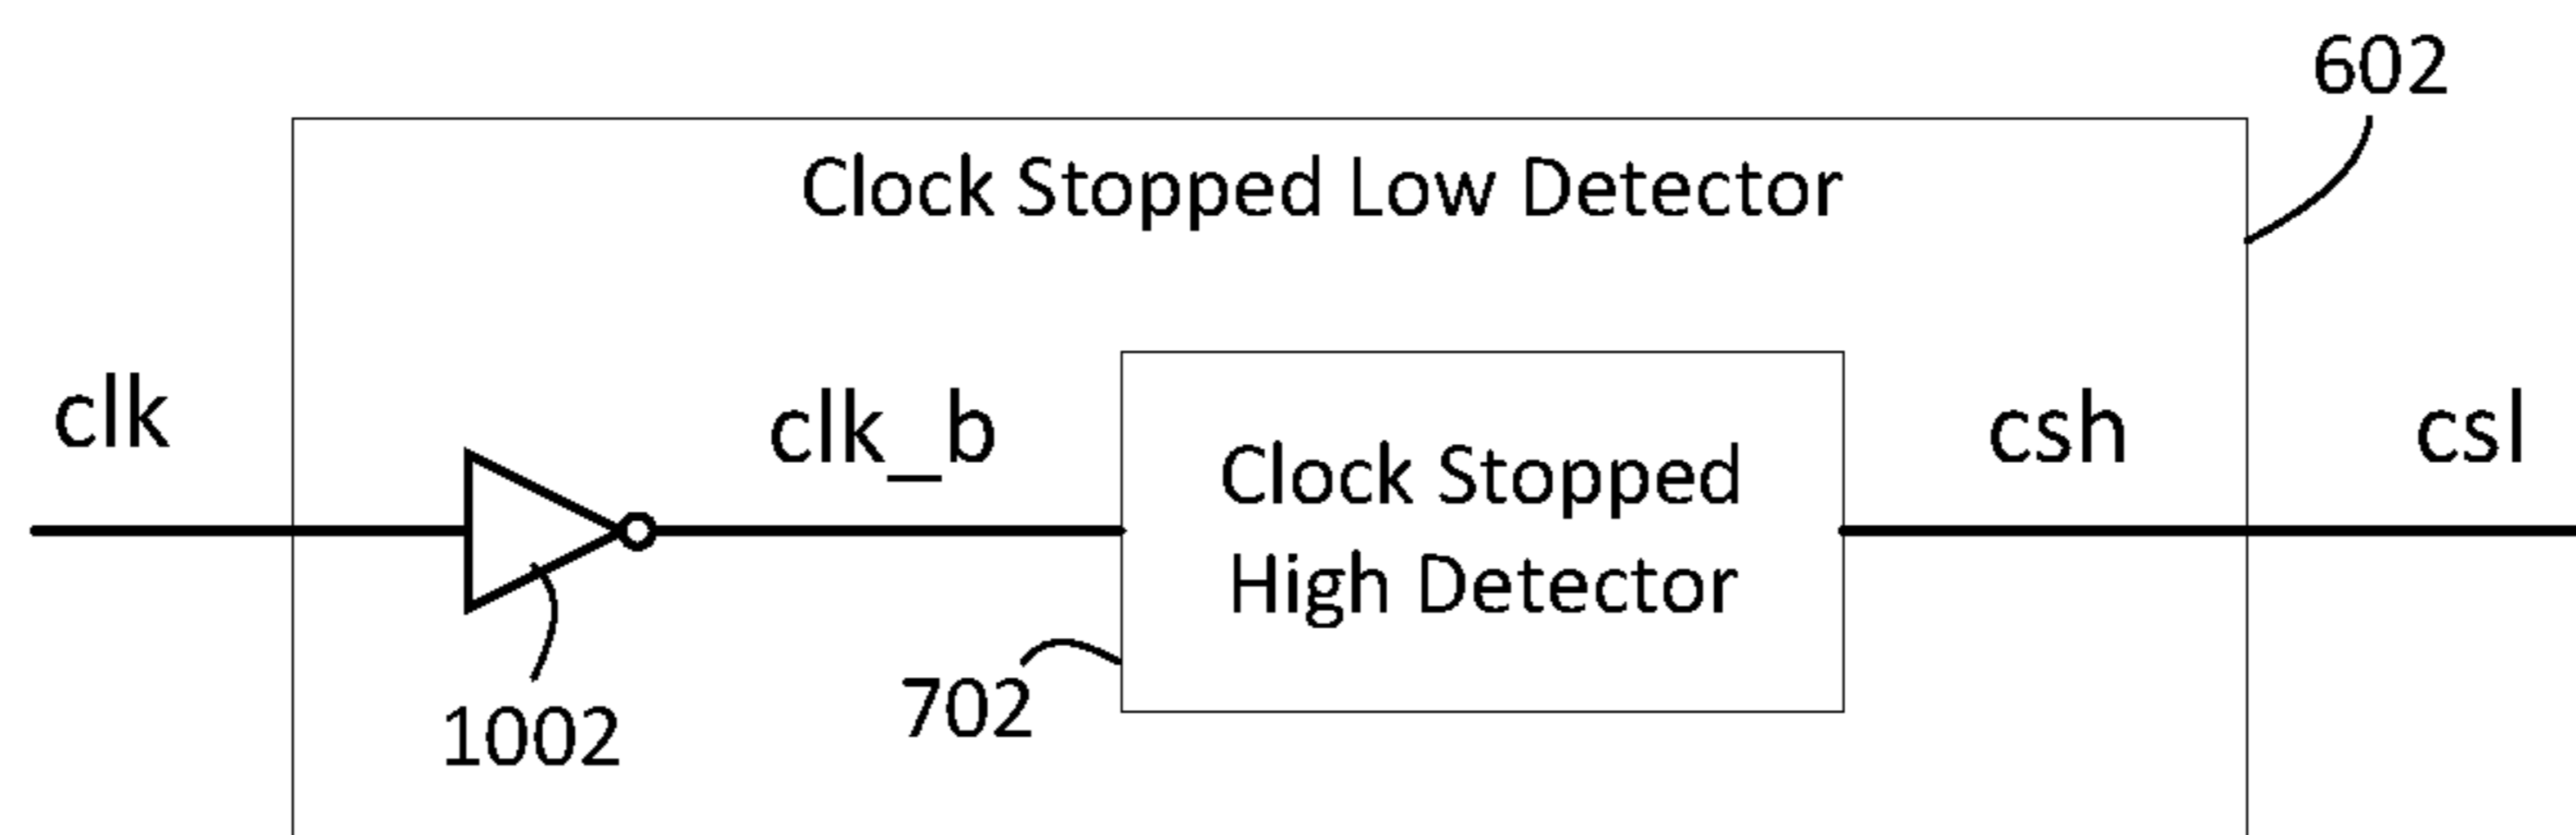 602
Clock Stopped Low Detector
clk
clk_b
csh
csl
Clock Stopped
High Detector
702
1002